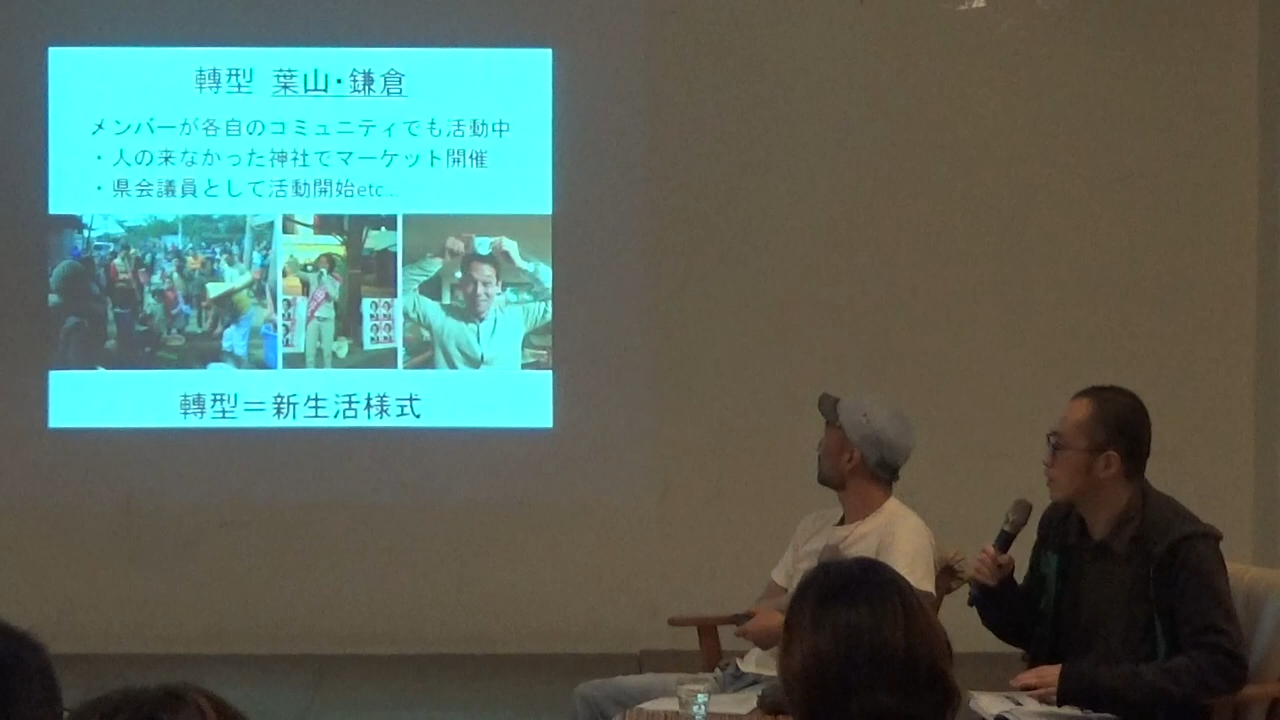 轉型 葉山・鎌倉
メンバーが各自のコミュニティでも活動中
・人の来なかった神社でマーケット開催
・県会議員として活動開始etc...
轉型＝新生活様式